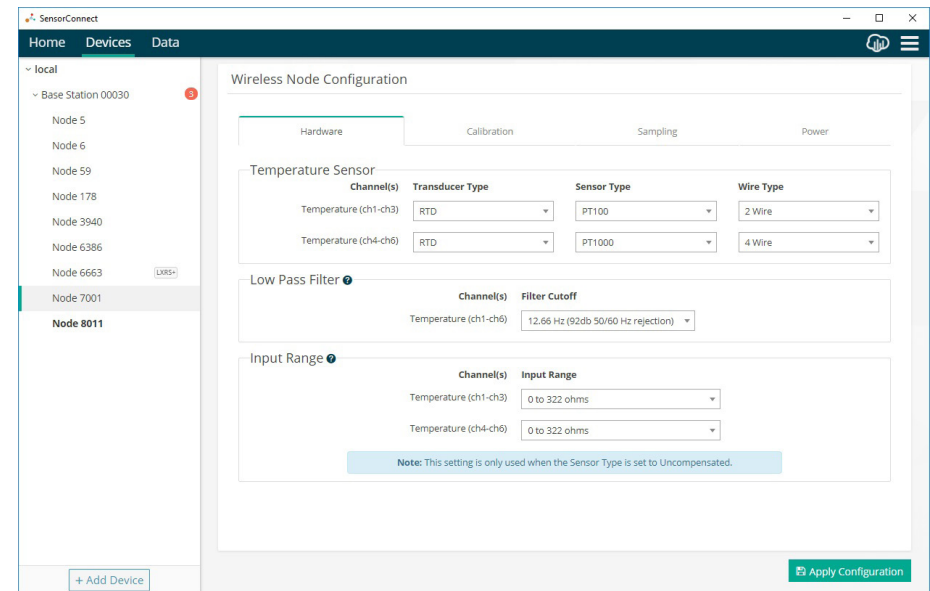 SensorConnect
Home Devices Data
local
Base Station 00030 3
Node 5
Node 6
Node 59
Node 178
Node 3940
Node 6386
Node 6663 LXRS+
Node 7001
Node 8011
+ Add Device
Wireless Node Configuration
Hardware Calibration Sampling Power
Temperature Sensor
Channel(s) Transducer Type Sensor Type Wire Type
Temperature (ch1-ch3) RTD PT100 2 Wire
Temperature (ch4-ch6) RTD PT1000 4 Wire
Low Pass Filter ?
Channel(s) Filter Cutoff
Temperature (ch1-ch6) 12.66 Hz (92db 50/60 Hz rejection)
Input Range ?
Channel(s) Input Range
Temperature (ch1-ch3) 0 to 322 ohms
Temperature (ch4-ch6) 0 to 322 ohms
Note: This setting is only used when the Sensor Type is set to Uncompensated.
Apply Configuration